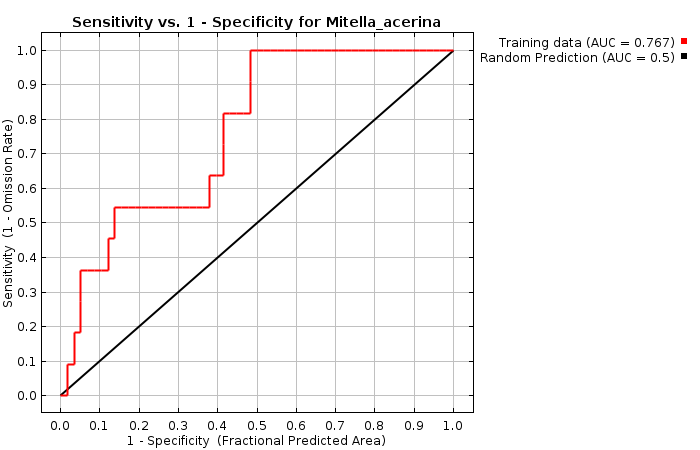 Sensitivity vs. 1 - Specificity for Mitella_acerina
Training data (AUC = 0.767)
Random Prediction (AUC = 0.5)
Sensitivity (1 - Omission Rate)
1.0
0.9
0.8
0.7
0.6
0.5
0.4
0.3
0.2
0.1
0.0
0.0 0.1 0.2 0.3 0.4 0.5 0.6 0.7 0.8 0.9 1.0
1 - Specificity (Fractional Predicted Area)